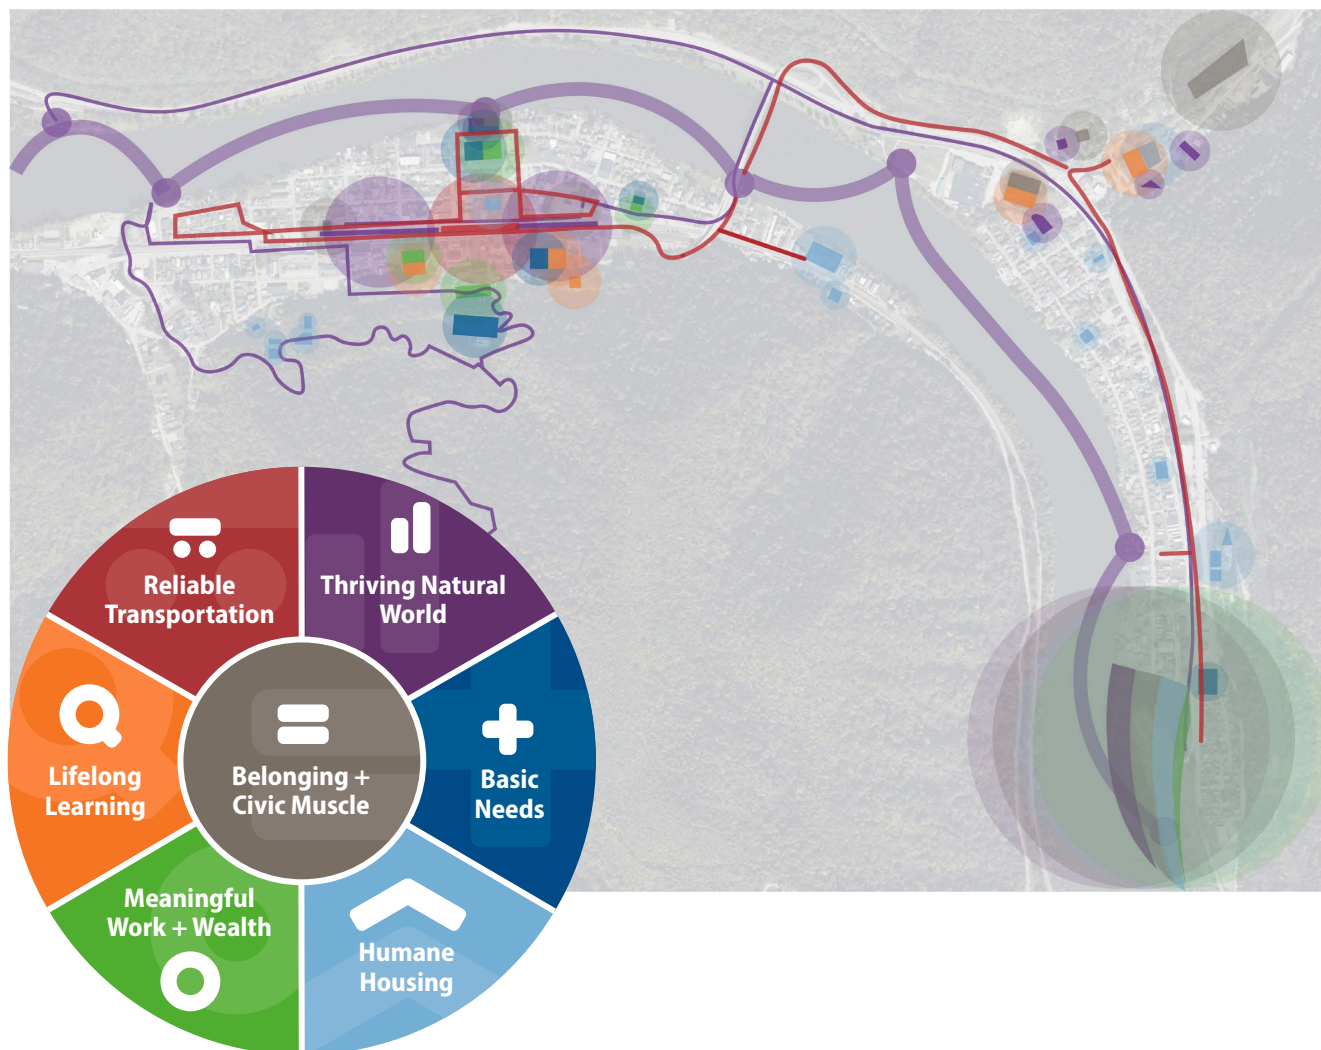 Reliable
Transportation
Thriving Natural
World
Lifelong
Learning
Belonging +
Civic Muscle
Basic
Needs
Meaningful
Work + Wealth
Humane
Housing